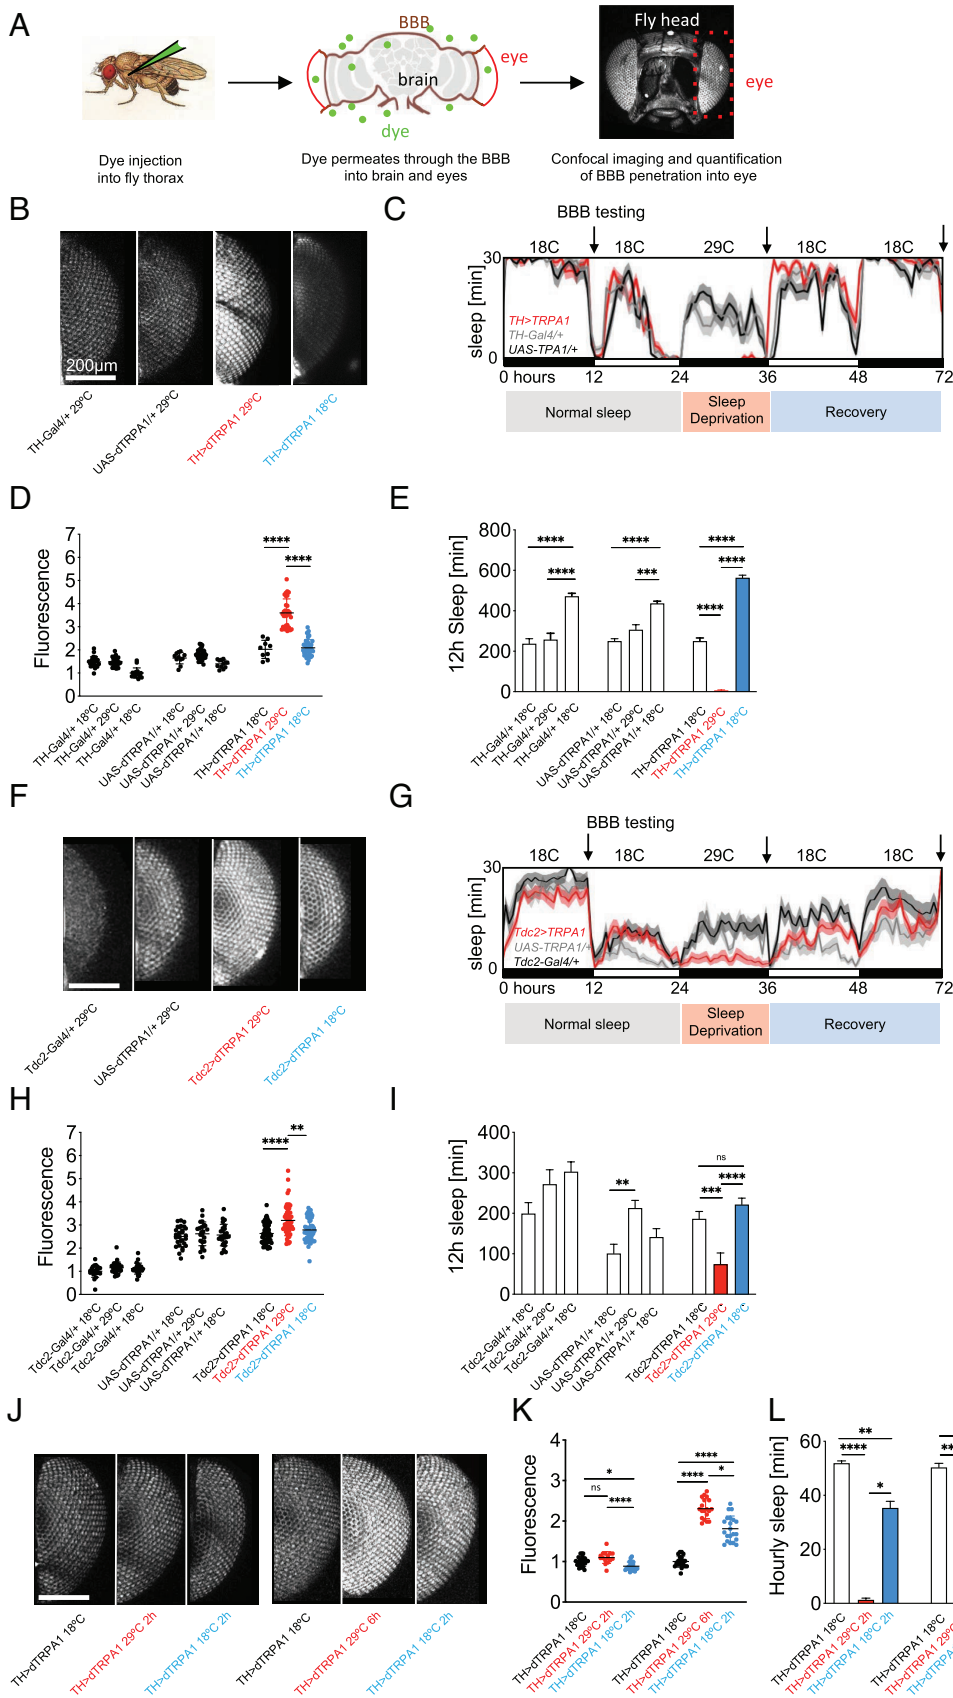 A
BBB
eye
brain
dye
Fly head
eye
Dye injection
into fly thorax
Dye permeates through the BBB
into brain and eyes
Confocal imaging and quantification
of BBB penetration into eye
B
200µm
TH-Gal4/+ 29ºC
UAS-dTRPA1/+ 29ºC
TH>dTRPA1 29ºC
TH>dTRPA1 18ºC
C
BBB testing
18C 18C 29C 18C 18C
sleep [min]
30
0
TH>TRPA1
TH-Gal4/+
UAS-TPA1/+
0 hours 12 24 36 48 72
Normal sleep
Sleep
Deprivation
Recovery
D
Fluorescence
7
6
5
4
3
2
1
0
**** ****
TH-Gal4/+ 18ºC
TH-Gal4/+ 29ºC
TH-Gal4/+ 18ºC
UAS-dTRPA1/+ 18ºC
UAS-dTRPA1/+ 29ºC
UAS-dTRPA1/+ 18ºC
TH>dTRPA1 18ºC
TH>dTRPA1 29ºC
TH>dTRPA1 18ºC
E
12h Sleep [min]
800
600
400
200
0
**** **** ****
**** *** ****
****
TH-Gal4/+ 18ºC
TH-Gal4/+ 29ºC
TH-Gal4/+ 18ºC
UAS-dTRPA1/+ 18ºC
UAS-dTRPA1/+ 29ºC
UAS-dTRPA1/+ 18ºC
TH>dTRPA1 18ºC
TH>dTRPA1 29ºC
TH>dTRPA1 18ºC
F
Tdc2-Gal4/+ 29ºC
UAS-dTRPA1/+ 29ºC
Tdc2>dTRPA1 29ºC
Tdc2>dTRPA1 18ºC
G
BBB testing
18C 18C 29C 18C 18C
sleep [min]
30
0
Tdc2>TRPA1
UAS-TRPA1/+
Tdc2-Gal4/+
0 hours 12 24 36 48 72
Normal sleep
Sleep
Deprivation
Recovery
H
Fluorescence
7
6
5
4
3
2
1
0
**** **
Tdc2-Gal4/+ 18ºC
Tdc2-Gal4/+ 29ºC
Tdc2-Gal4/+ 18ºC
UAS-dTRPA1/+ 18ºC
UAS-dTRPA1/+ 29ºC
UAS-dTRPA1/+ 18ºC
Tdc2>dTRPA1 18ºC
Tdc2>dTRPA1 29ºC
Tdc2>dTRPA1 18ºC
I
12h sleep [min]
400
300
200
100
0
** ns
*** ****
Tdc2-Gal4/+ 18ºC
Tdc2-Gal4/+ 29ºC
Tdc2-Gal4/+ 18ºC
UAS-dTRPA1/+ 18ºC
UAS-dTRPA1/+ 29ºC
UAS-dTRPA1/+ 18ºC
Tdc2>dTRPA1 18ºC
Tdc2>dTRPA1 29ºC
Tdc2>dTRPA1 18ºC
J
TH>dTRPA1 18ºC
TH>dTRPA1 29ºC 2h
TH>dTRPA1 18ºC 2h
TH>dTRPA1 18ºC
TH>dTRPA1 29ºC 6h
TH>dTRPA1 18ºC 2h
K
Fluorescence
4
3
2
1
0
* ns ****
**** **** *
TH>dTRPA1 18ºC
TH>dTRPA1 29ºC 2h
TH>dTRPA1 18ºC 2h
TH>dTRPA1 18ºC
TH>dTRPA1 29ºC 6h
TH>dTRPA1 18ºC 2h
L
Hourly sleep [min]
60
40
20
0
** **** * **
TH>dTRPA1 18ºC
TH>dTRPA1 29ºC 2h
TH>dTRPA1 18ºC 2h
TH>dTRPA1 18ºC